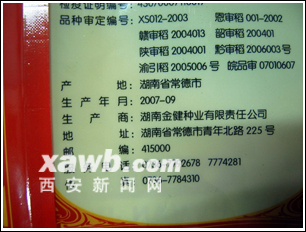 品种审定编号: XS012-2003 恩审稻 001-2002
赣审稻 2004013 韶审稻 200401
陕审稻 2004001 黔审稻 2006003号
渝引稻 2005006号 皖品审 07010607
产 地: 湖南省常德市
生 产 年 月: 2007-09
生 产 商: 湖南金健种业有限责任公司
地 址: 湖南省常德市青年北路 225号
邮 编: 415000
2678 7774281
7784310
xawb.com
西安新闻网